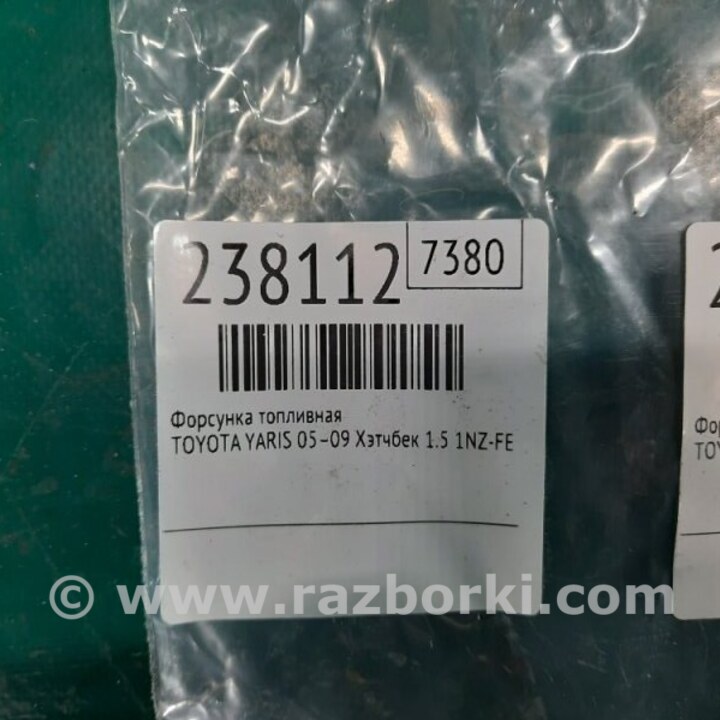 238112
7380
Форсунка топливная
TOYOTA YARIS 05-09 Хэтчбек 1.5 1NZ-FE
© www.razborki.com